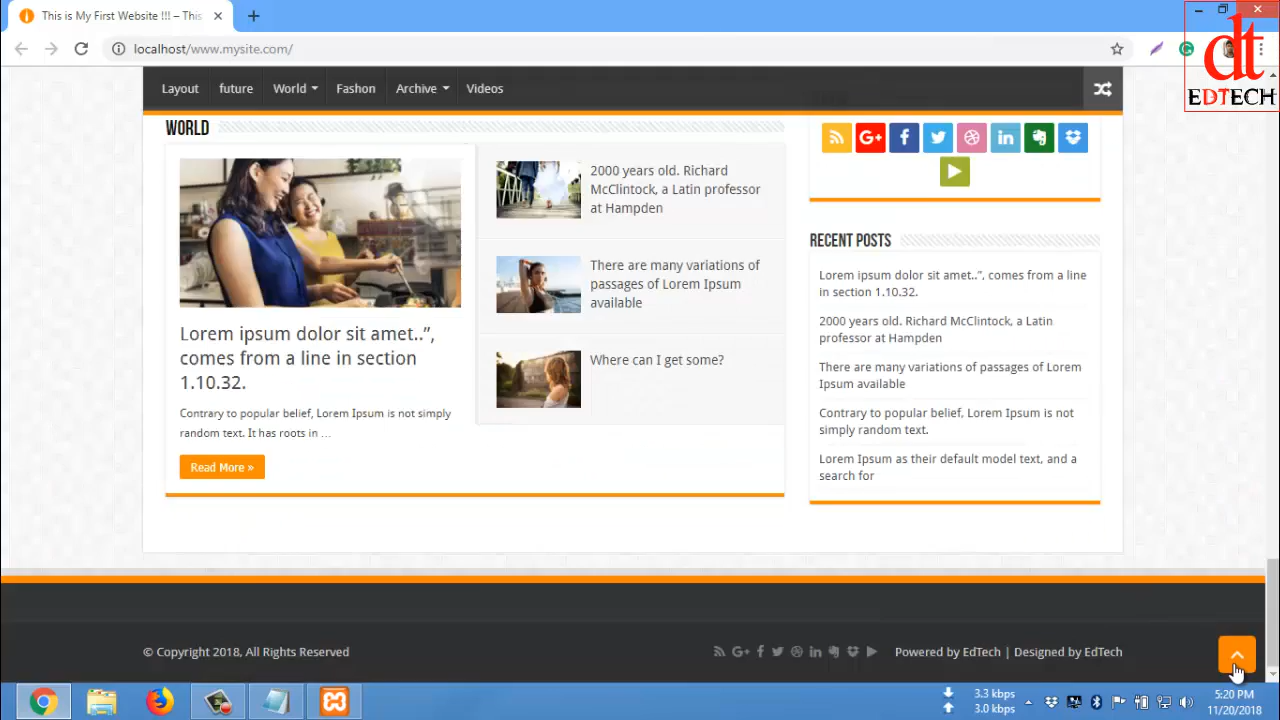 This is My First Website !!! – This
localhost/www.mysite.com/
dt
EDTECH
Layout future World Fashon Archive Videos
WORLD
2000 years old. Richard
McClintock, a Latin professor
at Hampden
There are many variations of
passages of Lorem Ipsum
available
Where can I get some?
Lorem ipsum dolor sit amet..”,
comes from a line in section
1.10.32.
Contrary to popular belief, Lorem Ipsum is not simply
random text. It has roots in …
Read More »
RECENT POSTS
Lorem ipsum dolor sit amet..”, comes from a line
in section 1.10.32.
2000 years old. Richard McClintock, a Latin
professor at Hampden
There are many variations of passages of Lorem
Ipsum available
Contrary to popular belief, Lorem Ipsum is not
simply random text.
Lorem Ipsum as their default model text, and a
search for
© Copyright 2018, All Rights Reserved
Powered by EdTech | Designed by EdTech
3.3 kbps
3.0 kbps
5:20 PM
11/20/2018